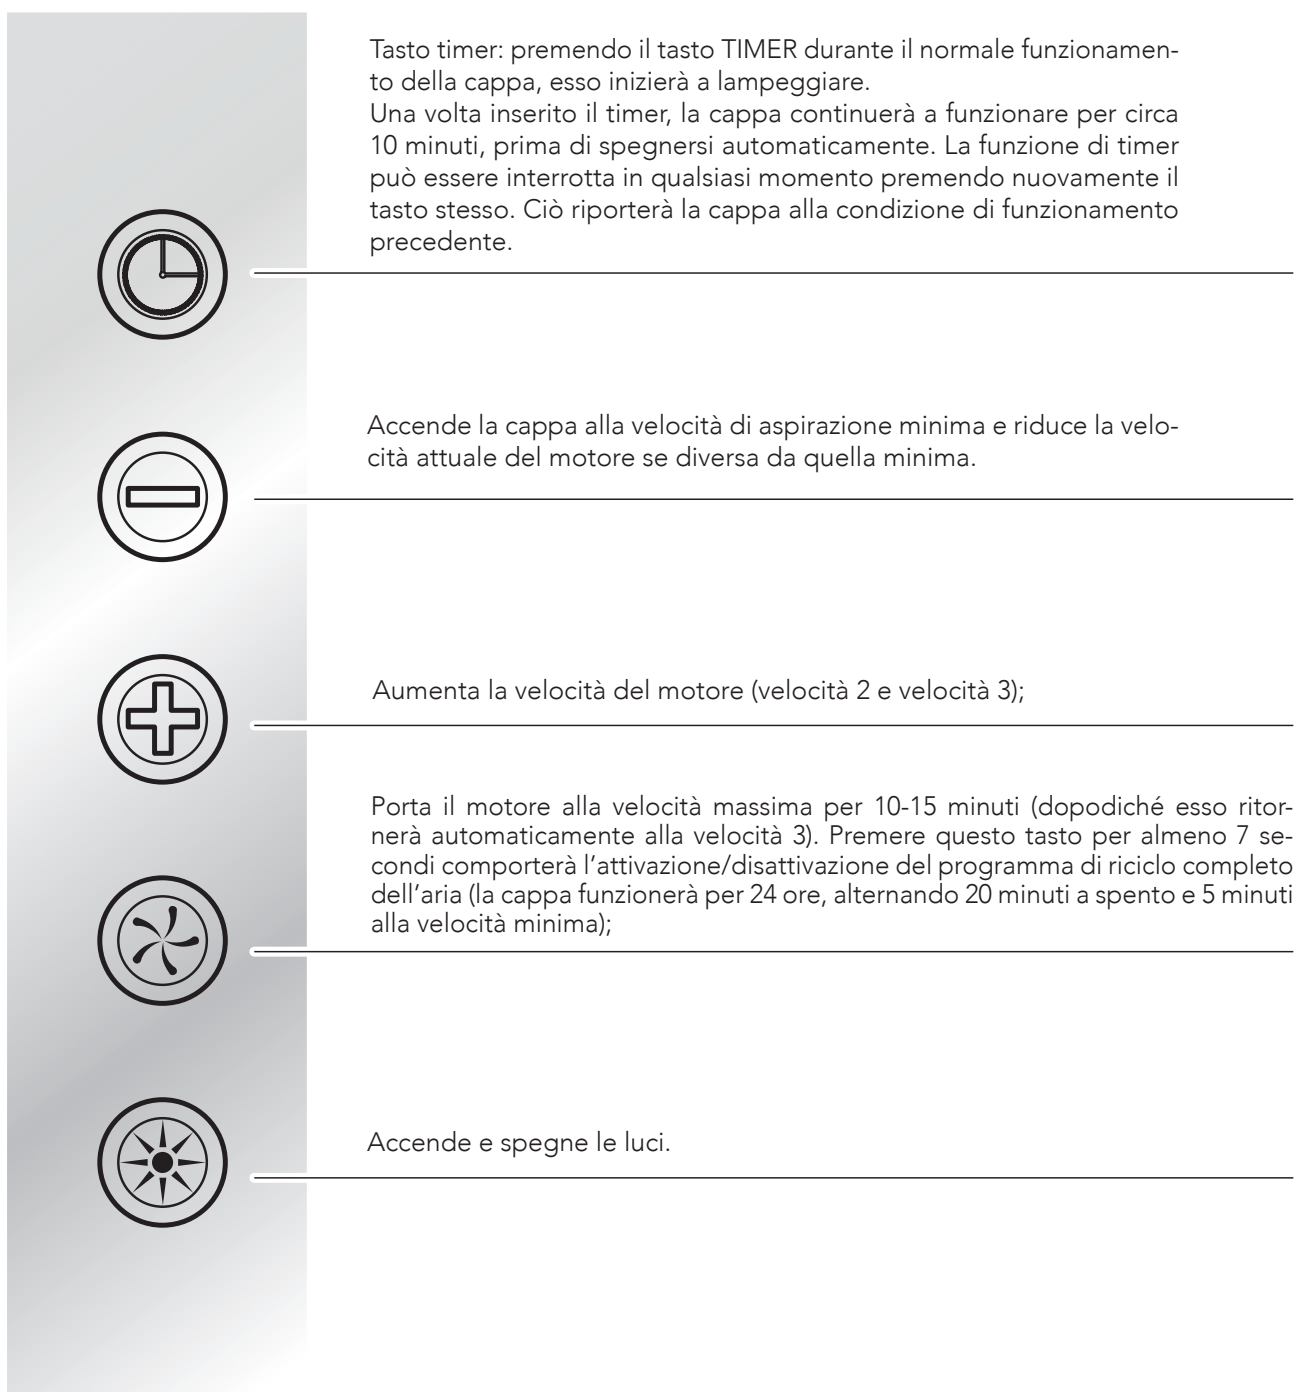 Tasto timer: premendo il tasto TIMER durante il normale funzionamen-
to della cappa, esso inizierà a lampeggiare.
Una volta inserito il timer, la cappa continuerà a funzionare per circa
10 minuti, prima di spegnersi automaticamente. La funzione di timer
può essere interrotta in qualsiasi momento premendo nuovamente il
tasto stesso. Ciò riporterà la cappa alla condizione di funzionamento
precedente.
Accende la cappa alla velocità di aspirazione minima e riduce la velo-
cità attuale del motore se diversa da quella minima.
Aumenta la velocità del motore (velocità 2 e velocità 3);
Porta il motore alla velocità massima per 10-15 minuti (dopodiché esso ritor-
nerà automaticamente alla velocità 3). Premere questo tasto per almeno 7 se-
condi comporterà l'attivazione/disattivazione del programma di riciclo completo
dell'aria (la cappa funzionerà per 24 ore, alternando 20 minuti a spento e 5 minuti
alla velocità minima);
Accende e spegne le luci.